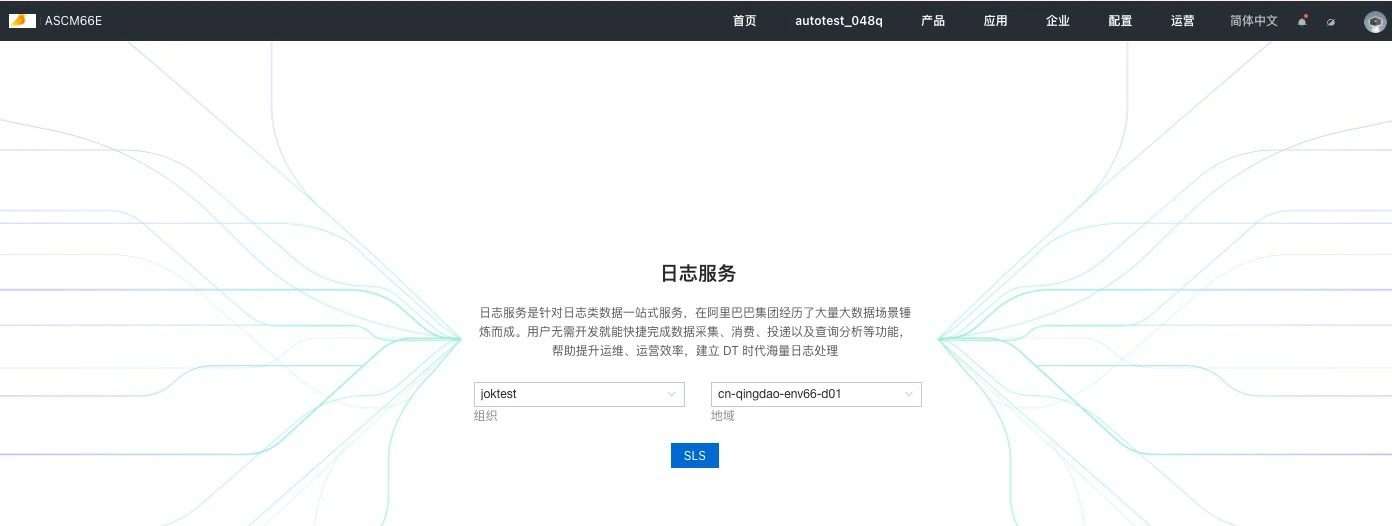 ASCM66E 首页 autotest_048q 产品 应用 企业 配置 运营 简体中文
日志服务
日志服务是针对日志类数据一站式服务，在阿里巴巴集团经历了大量大数据场景锤
炼而成。用户无需开发就能快捷完成数据采集、消费、投递以及查询分析等功能，
帮助提升运维、运营效率，建立 DT 时代海量日志处理
joktest cn-qingdao-env66-d01
组织 地域
SLS